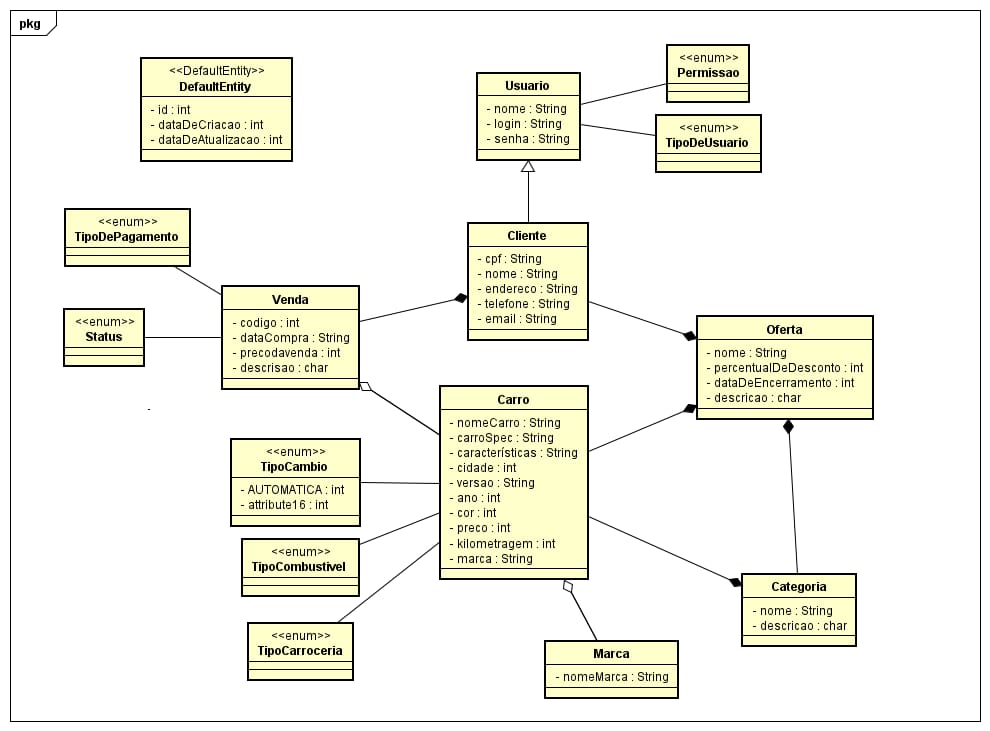 pkg
<<DefaultEntity>>
DefaultEntity
- id : int
- dataDeCriacao : int
- dataDeAtualizacao : int
Usuario
- nome : String
- login : String
- senha : String
<<enum>>
Permissao
<<enum>>
TipoDeUsuario
<<enum>>
TipoDePagamento
<<enum>>
Status
Venda
- codigo : int
- dataCompra : String
- precodavenda : int
- descrisao : char
Cliente
- cpf : String
- nome : String
- endereco : String
- telefone : String
- email : String
Oferta
- nome : String
- percentualDeDesconto : int
- dataDeEncerramento : int
- descricao : char
Carro
- nomeCarro : String
- carroSpec : String
- características : String
- cidade : int
- versao : String
- ano : int
- cor : int
- preco : int
- kilometragem : int
- marca : String
<<enum>>
TipoCambio
- AUTOMATICA : int
- attribute16 : int
<<enum>>
TipoCombustivel
<<enum>>
TipoCarroceria
Categoria
- nome : String
- descricao : char
Marca
- nomeMarca : String